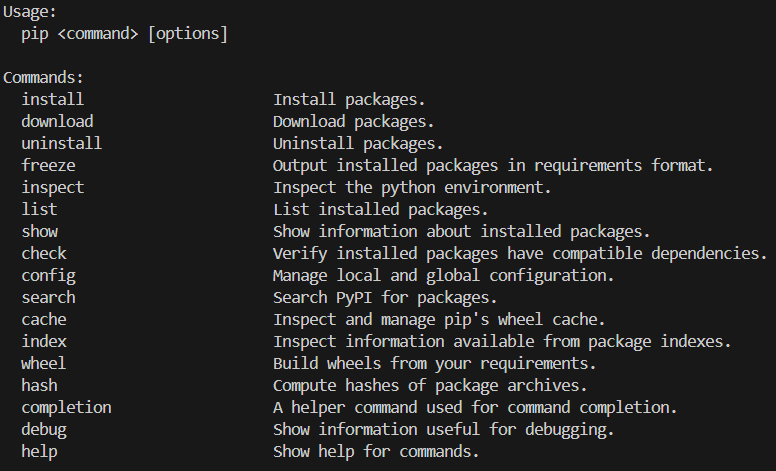 Usage:
  pip <command> [options]

Commands:
  install                     Install packages.
  download                    Download packages.
  uninstall                   Uninstall packages.
  freeze                      Output installed packages in requirements format.
  inspect                     Inspect the python environment.
  list                        List installed packages.
  show                        Show information about installed packages.
  check                       Verify installed packages have compatible dependencies.
  config                      Manage local and global configuration.
  search                      Search PyPI for packages.
  cache                       Inspect and manage pip's wheel cache.
  index                       Inspect information available from package indexes.
  wheel                       Build wheels from your requirements.
  hash                        Compute hashes of package archives.
  completion                  A helper command used for command completion.
  debug                       Show information useful for debugging.
  help                        Show help for commands.